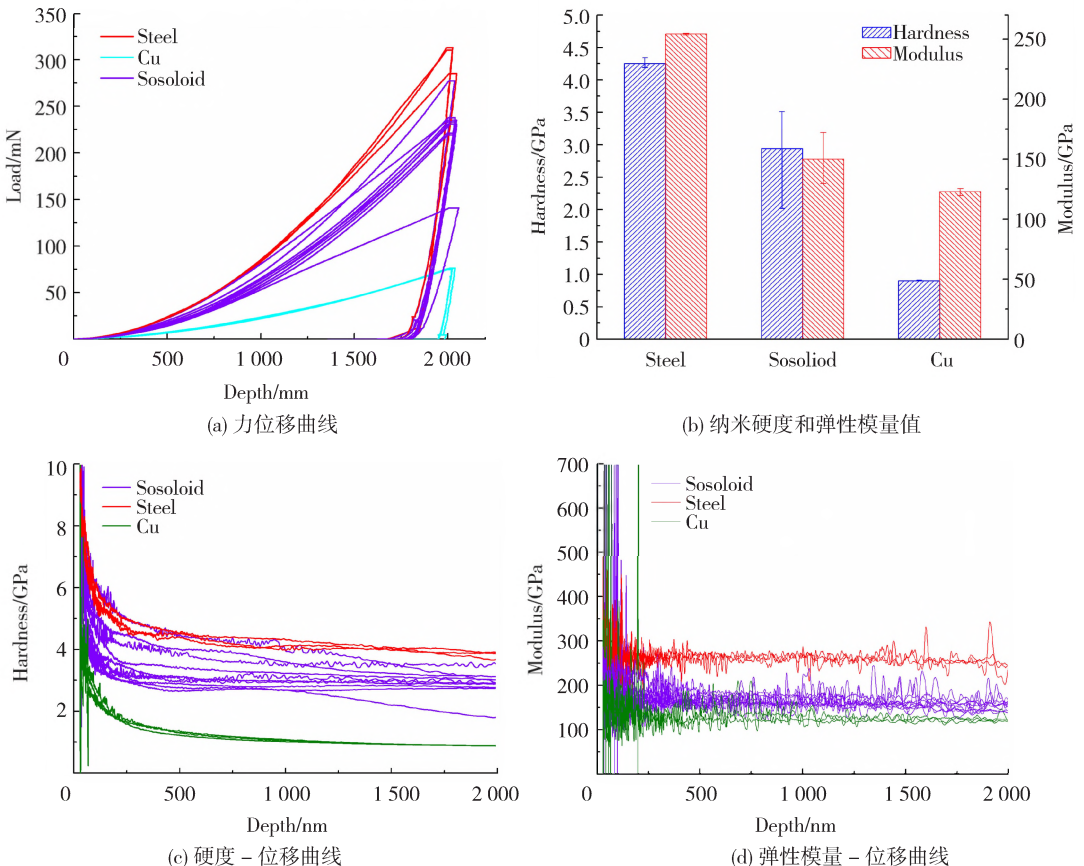 350
300
250
200
150
100
50
0
500
1 000
1 500
2 000
Load/mN
Depth/mm
Steel
Cu
Sosoloid
(a) 力位移曲线
5.0
4.5
4.0
3.5
3.0
2.5
2.0
1.5
1.0
0.5
0
Hardness/GPa
Hardness
Modulus
250
200
150
100
50
0
Modulus/GPa
Steel
Sosoliod
Cu
(b) 纳米硬度和弹性模量值
10
8
6
4
2
0
500
1 000
1 500
2 000
Hardness/GPa
Depth/nm
Sosoloid
Steel
Cu
(c) 硬度 – 位移曲线
700
600
500
400
300
200
100
0
500
1 000
1 500
2 000
Modulus/GPa
Depth/nm
Sosoloid
Steel
Cu
(d) 弹性模量 – 位移曲线